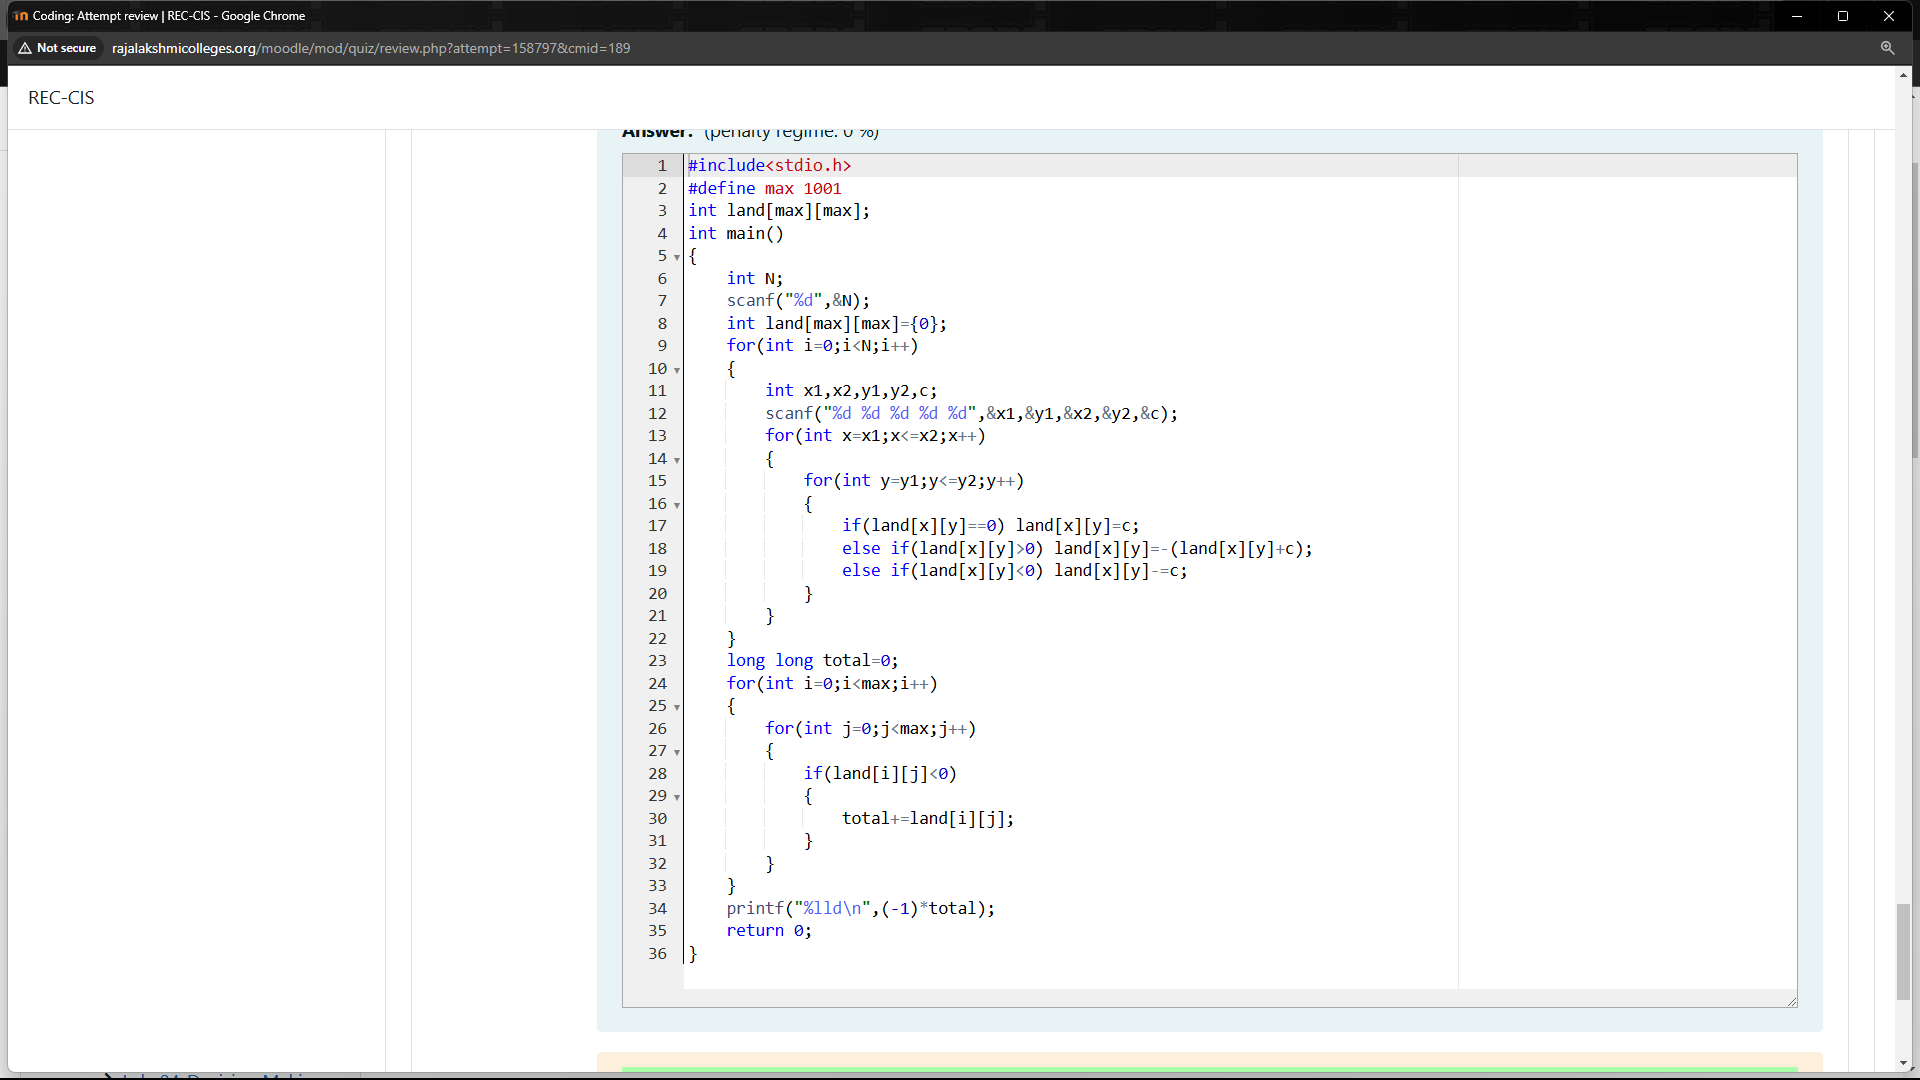 Coding: Attempt review | REC-CIS - Google Chrome
Not secure rajalakshmicolleges.org/moodle/mod/quiz/review.php?attempt=158797&cmid=189
REC-CIS
Answer: (penalty regime: 0 %)
1 #include<stdio.h>
2 #define max 1001
3 int land[max][max];
4 int main()
5 {
6 int N;
7 scanf("%d",&N);
8 int land[max][max]={0};
9 for(int i=0;i<N;i++)
10 {
11 int x1,x2,y1,y2,c;
12 scanf("%d %d %d %d %d",&x1,&y1,&x2,&y2,&c);
13 for(int x=x1;x<=x2;x++)
14 {
15 for(int y=y1;y<=y2;y++)
16 {
17 if(land[x][y]==0) land[x][y]=c;
18 else if(land[x][y]>0) land[x][y]=-(land[x][y]+c);
19 else if(land[x][y]<0) land[x][y]-=c;
20 }
21 }
22 }
23 long long total=0;
24 for(int i=0;i<max;i++)
25 {
26 for(int j=0;j<max;j++)
27 {
28 if(land[i][j]<0)
29 {
30 total+=land[i][j];
31 }
32 }
33 }
34 printf("%lld\n",(-1)*total);
35 return 0;
36 }